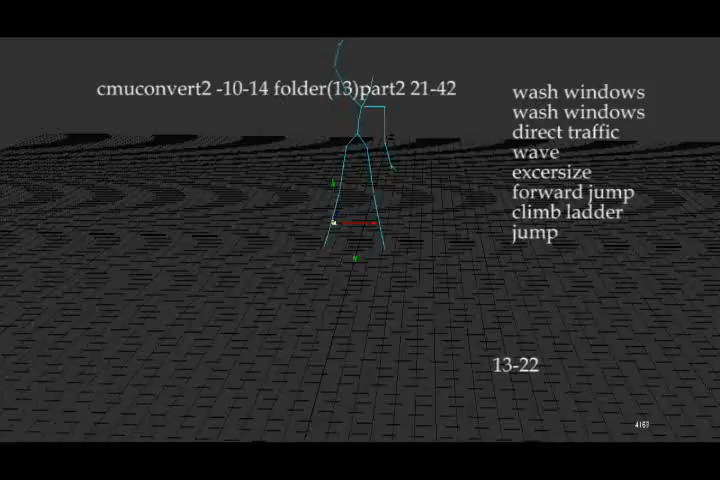 cmuconvert2 -10-14 folder(13)part2 21-42
wash windows
wash windows
direct traffic
wave
excersize
forward jump
climb ladder
jump
13-22